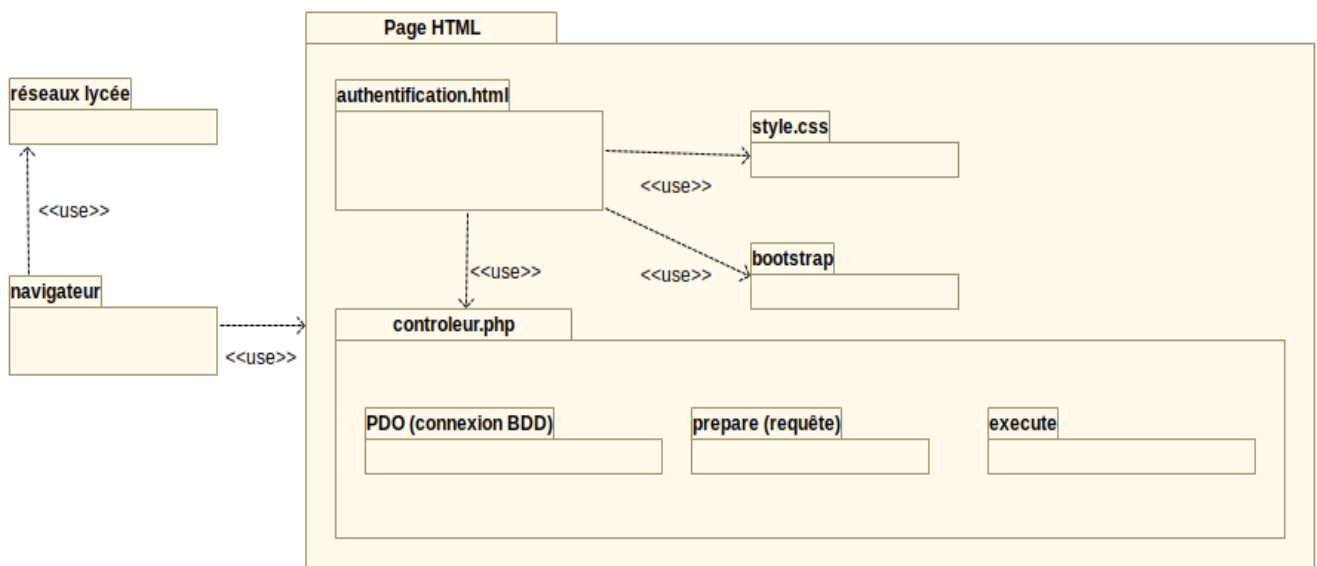 Page HTML
réseaux lycée
authentification.html
style.css
<<use>>
<<use>>
bootstrap
<<use>>
<<use>>
navigateur
controleur.php
<<use>>
PDO (connexion BDD)
prepare (requête)
execute